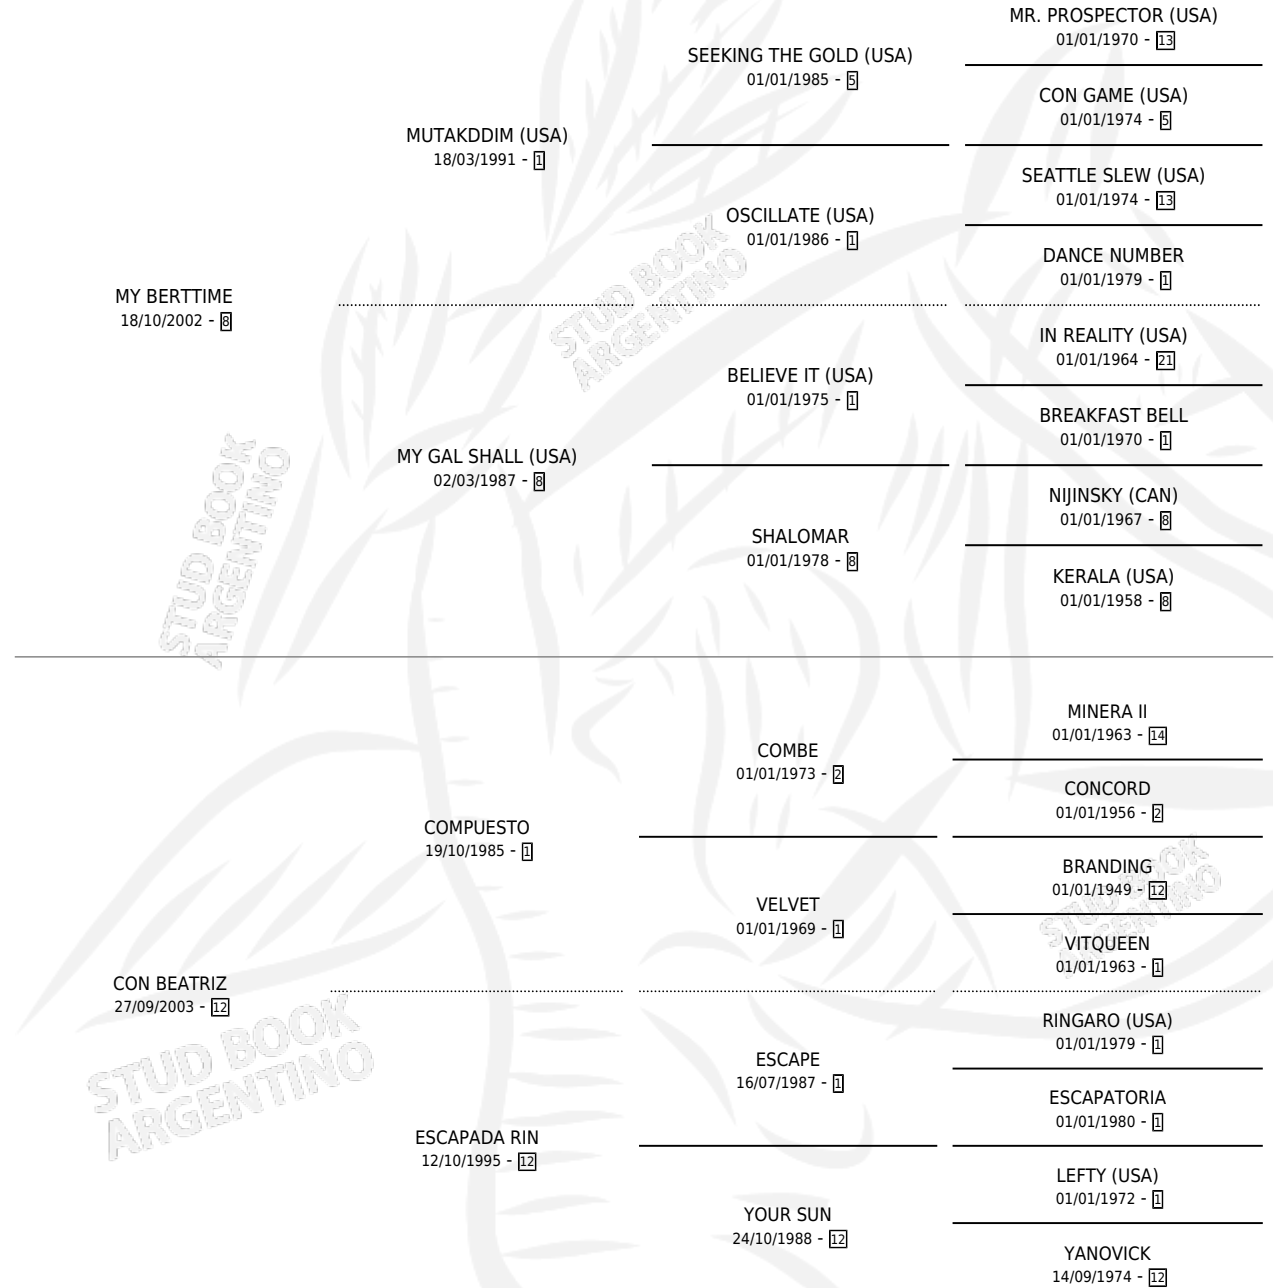 MR. PROSPECTOR (USA)
01/01/1970 - 13
SEEKING THE GOLD (USA)
01/01/1985 - 5
CON GAME (USA)
01/01/1974 - 5
MUTAKDDIM (USA)
18/03/1991 - 1
SEATTLE SLEW (USA)
01/01/1974 - 13
OSCILLATE (USA)
01/01/1986 - 1
DANCE NUMBER
01/01/1979 - 1
MY BERTTIME
18/10/2002 - 8
STUD BOOK
ARGENTINO
IN REALITY (USA)
01/01/1964 - 21
BELIEVE IT (USA)
01/01/1975 - 1
BREAKFAST BELL
01/01/1970 - 1
MY GAL SHALL (USA)
02/03/1987 - 8
NIJINSKY (CAN)
01/01/1967 - 8
SHALOMAR
01/01/1978 - 8
KERALA (USA)
01/01/1958 - 8
STUD BOOK
ARGENTINO
MINERA II
01/01/1963 - 14
COMBE
01/01/1973 - 2
CONCORD
01/01/1956 - 2
COMPUESTO
19/10/1985 - 1
BRANDING
01/01/1949 - 12
VELVET
01/01/1969 - 1
VITQUEEN
01/01/1963 - 1
STUD BOOK
ARGENTINO
CON BEATRIZ
27/09/2003 - 12
RINGARO (USA)
01/01/1979 - 1
ESCAPE
16/07/1987 - 1
ESCAPATORIA
01/01/1980 - 1
STUD BOOK
ARGENTINO
ESCAPADA RIN
12/10/1995 - 12
LEFTY (USA)
01/01/1972 - 1
YOUR SUN
24/10/1988 - 12
YANOVICK
14/09/1974 - 12